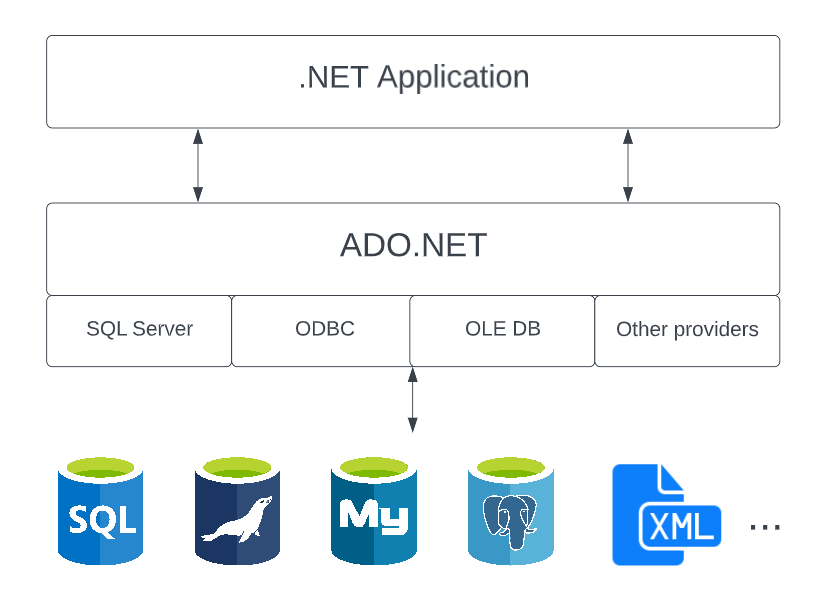 .NET Application
ADO.NET
SQL Server
ODBC
OLE DB
Other providers
SQL
My
XML
...